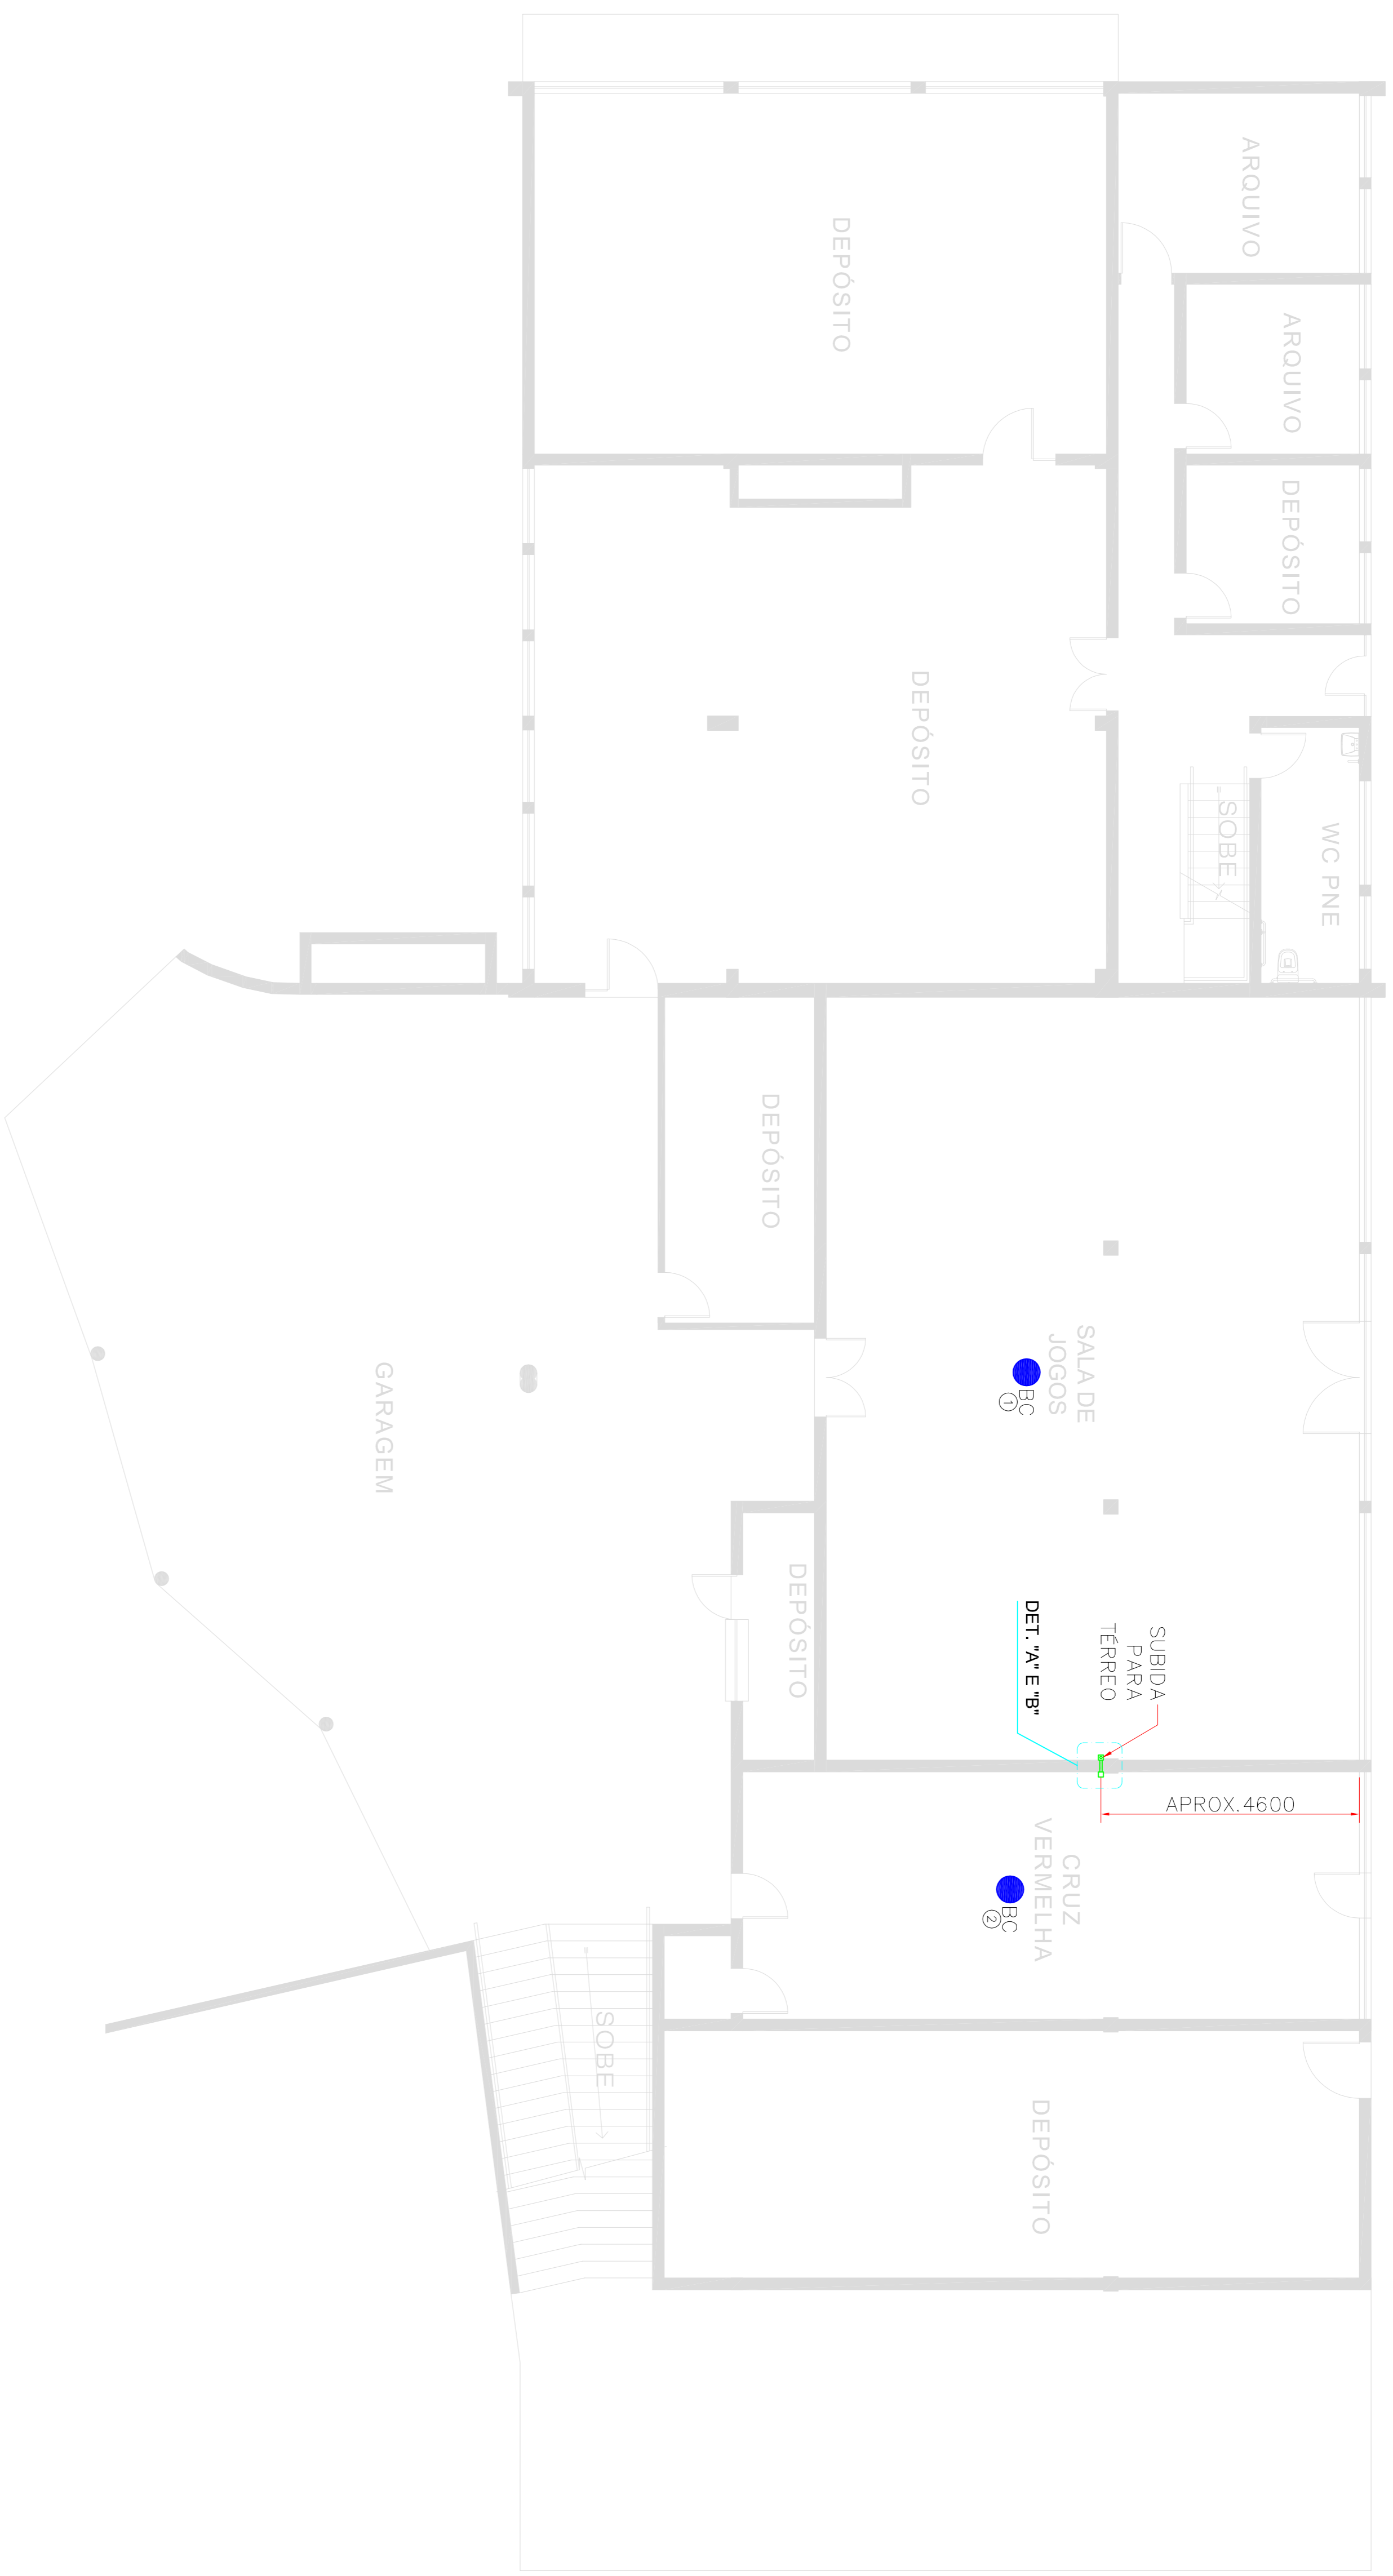 ARQUIVO
ARQUIVO
DEPÓSITO
DEPÓSITO
DEPÓSITO
WC PNE
SOBE
DEPÓSITO
SALA DE
JOGOS
BC
1
GARAGEM
DEPÓSITO
SUBIDA
PARA
TÉRREO
DET. "A" E "B"
APROX.4600
CRUZ
VERMELHA
BC
2
SOBE
DEPÓSITO